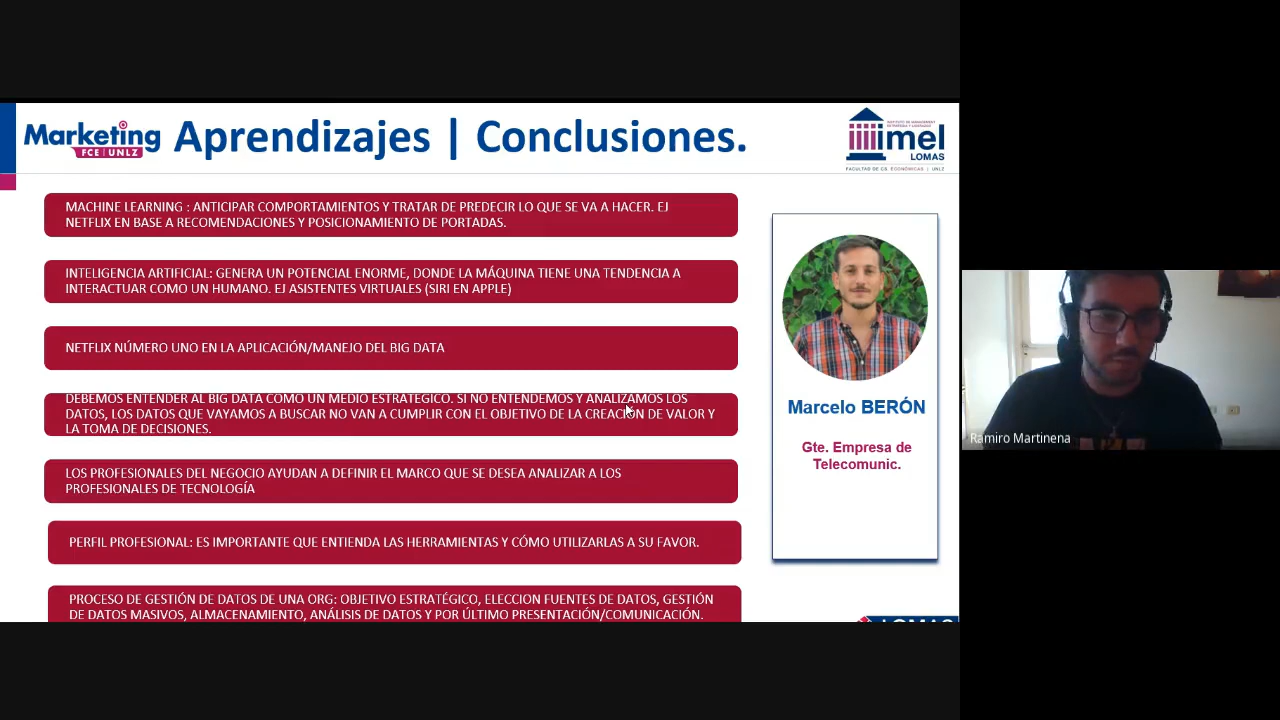 Marketing
FCE | UNLZ
Aprendizajes | Conclusiones.
imel
LOMAS
FACULTAD DE CS. ECONÓMICAS | UNLZ
MACHINE LEARNING : ANTICIPAR COMPORTAMIENTOS Y TRATAR DE PREDECIR LO QUE SE VA A HACER. EJ
NETFLIX EN BASE A RECOMENDACIONES Y POSICIONAMIENTO DE PORTADAS.
INTELIGENCIA ARTIFICIAL: GENERA UN POTENCIAL ENORME, DONDE LA MÁQUINA TIENE UNA TENDENCIA A
INTERACTUAR COMO UN HUMANO. EJ ASISTENTES VIRTUALES (SIRI EN APPLE)
NETFLIX NÚMERO UNO EN LA APLICACIÓN/MANEJO DEL BIG DATA
DEBEMOS ENTENDER AL BIG DATA COMO UN MEDIO ESTRATEGICO. SI NO ENTENDEMOS Y ANALIZAMOS LOS
DATOS, LOS DATOS QUE VAYAMOS A BUSCAR NO VAN A CUMPLIR CON EL OBJETIVO DE LA CREACIÓN DE VALOR Y
LA TOMA DE DECISIONES.
LOS PROFESIONALES DEL NEGOCIO AYUDAN A DEFINIR EL MARCO QUE SE DESEA ANALIZAR A LOS
PROFESIONALES DE TECNOLOGÍA
PERFIL PROFESIONAL: ES IMPORTANTE QUE ENTIENDA LAS HERRAMIENTAS Y CÓMO UTILIZARLAS A SU FAVOR.
PROCESO DE GESTIÓN DE DATOS DE UNA ORG: OBJETIVO ESTRATÉGICO, ELECCION FUENTES DE DATOS, GESTIÓN
DE DATOS MASIVOS, ALMACENAMIENTO, ANÁLISIS DE DATOS Y POR ÚLTIMO PRESENTACIÓN/COMUNICACIÓN.
Marcelo BERÓN
Gte. Empresa de
Telecomunic.
LOMAS
Ramiro Martinena